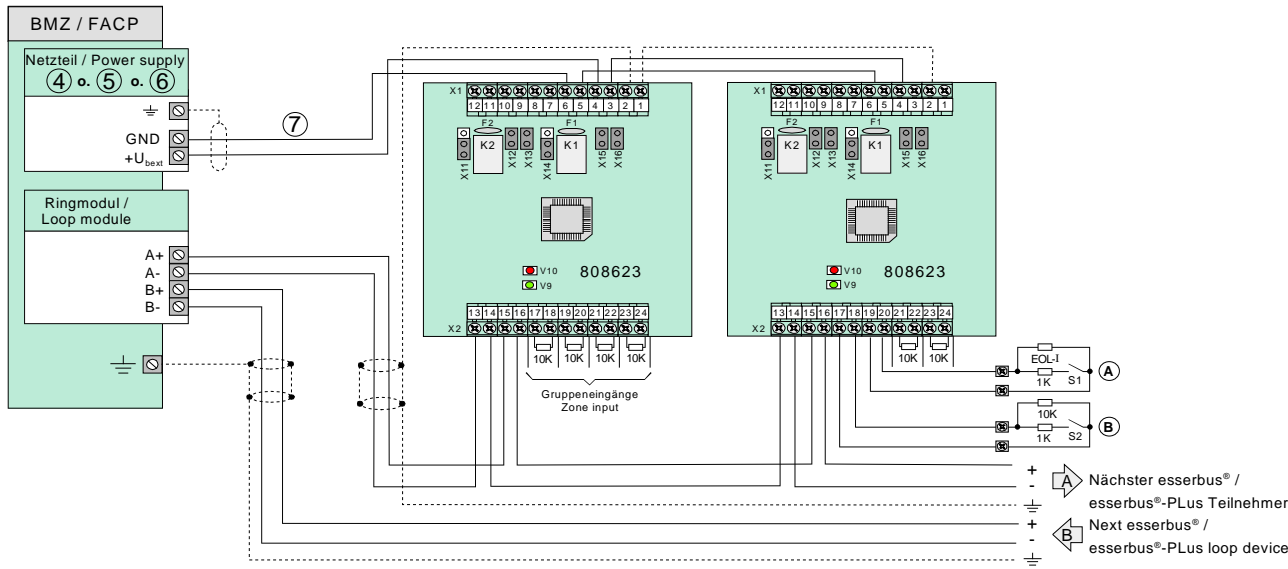 BMZ / FACP
Netzteil / Power supply
④ o. ⑤ o. ⑥
GND
+Ubext
⑦
Ringmodul /
Loop module
A+
A-
B+
B-
X1
12 11 10 9 8 7 6 5 4 3 2 1
F2 F1
K2 K1
X11 X12 X13 X14 X15 X16
V10
V9
808623
13 14 15 16 17 18 19 20 21 22 23 24
X2
10K 10K 10K 10K
Gruppeneingänge
Zone input
X1
12 11 10 9 8 7 6 5 4 3 2 1
F2 F1
K2 K1
X11 X12 X13 X14 X15 X16
V10
V9
808623
13 14 15 16 17 18 19 20 21 22 23 24
X2
10K 10K
EOL-I
1K S1
A
10K
1K S2
B
+
-
A
Nächster esserbus® /
esserbus®-PLus Teilnehmer
+
-
B
Next esserbus® /
esserbus®-PLus loop device